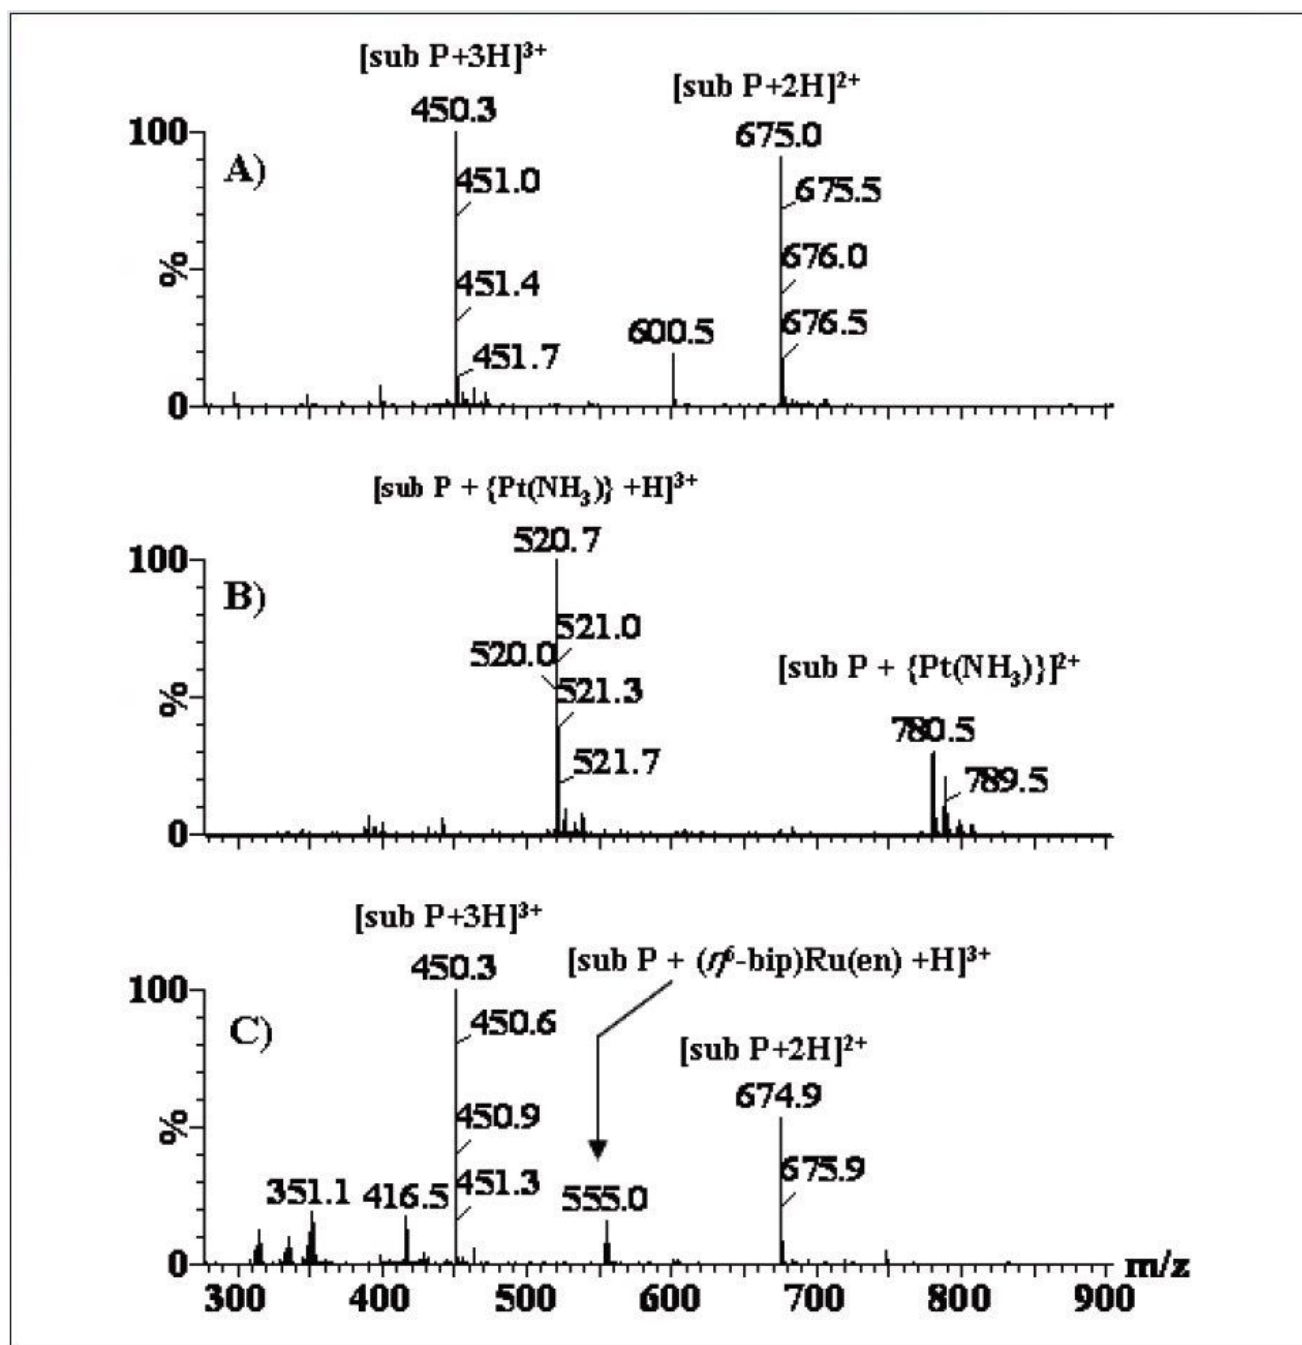 [sub P+3H]³⁺
450.3
[sub P+2H]²⁺
675.0
100
A)
451.0
675.5
676.0
%
451.4
600.5
676.5
451.7
0
[sub P + {Pt(NH₃)} +H]³⁺
520.7
100
B)
521.0
520.0
[sub P + {Pt(NH₃)}]²⁺
%
521.3
780.5
521.7
789.5
0
[sub P+3H]³⁺
450.3
[sub P + (η⁶-bip)Ru(en) +H]³⁺
100
C)
450.6
[sub P+2H]²⁺
674.9
%
450.9
675.9
351.1
416.5
451.3
555.0
0
m/z
300 400 500 600 700 800 900